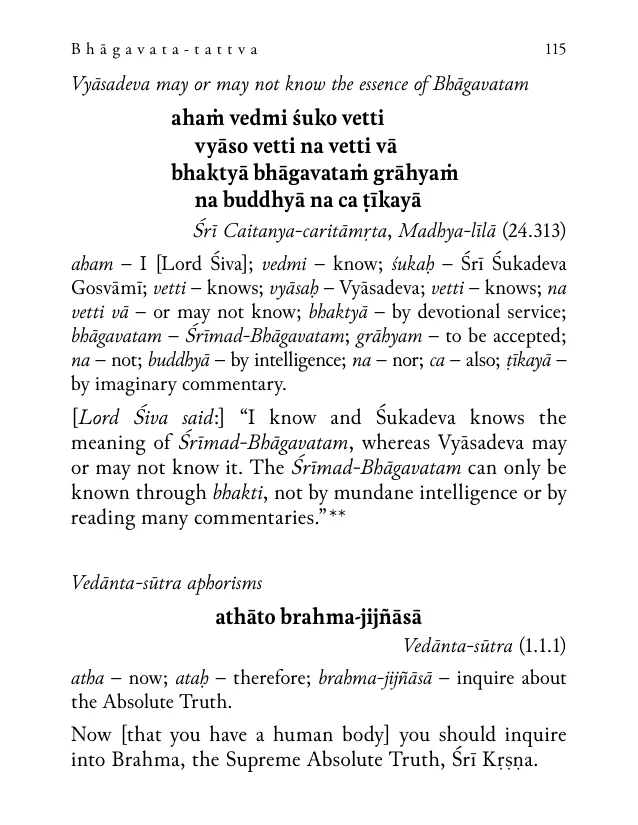 Bhāgavata-tattva 115
Vyāsadeva may or may not know the essence of Bhāgavatam
ahaṁ vedmi śuko vetti
vyāso vetti na vetti vā
bhaktyā bhāgavataṁ grāhyaṁ
na buddhyā na ca ṭīkayā
Śrī Caitanya-caritāmṛta, Madhya-līlā (24.313)
aham – I [Lord Śiva]; vedmi – know; śukaḥ – Śrī Śukadeva
Gosvāmī; vetti – knows; vyāsaḥ – Vyāsadeva; vetti – knows; na
vetti vā – or may not know; bhaktyā – by devotional service;
bhāgavatam – Śrīmad-Bhāgavatam; grāhyam – to be accepted;
na – not; buddhyā – by intelligence; na – nor; ca – also; ṭīkayā –
by imaginary commentary.
[Lord Śiva said:] “I know and Śukadeva knows the
meaning of Śrīmad-Bhāgavatam, whereas Vyāsadeva may
or may not know it. The Śrīmad-Bhāgavatam can only be
known through bhakti, not by mundane intelligence or by
reading many commentaries.”**
Vedānta-sūtra aphorisms
athāto brahma-jijñāsā
Vedānta-sūtra (1.1.1)
atha – now; ataḥ – therefore; brahma-jijñāsā – inquire about
the Absolute Truth.
Now [that you have a human body] you should inquire
into Brahma, the Supreme Absolute Truth, Śrī Kṛṣṇa.